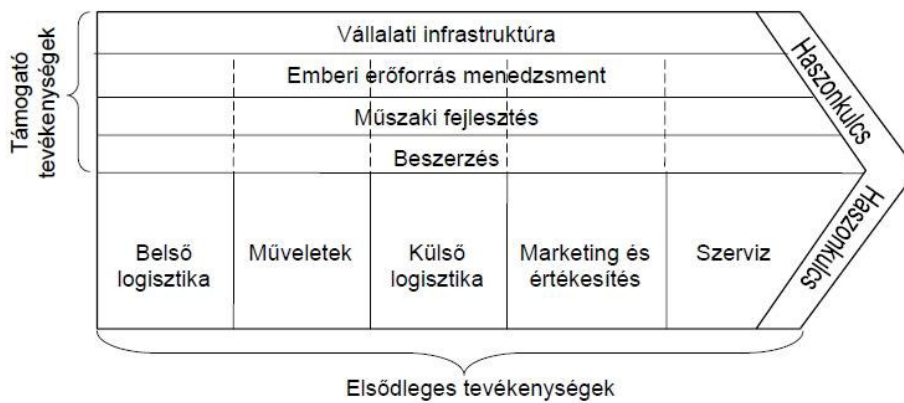 Támogató
tevékenységek
Vállalati infrastruktúra
Emberi erőforrás menedzsment
Műszaki fejlesztés
Beszerzés
Haszonkulcs
Haszonkulcs
Belső
logisztika
Műveletek
Külső
logisztika
Marketing és
értékesítés
Szerviz
Elsődleges tevékenységek